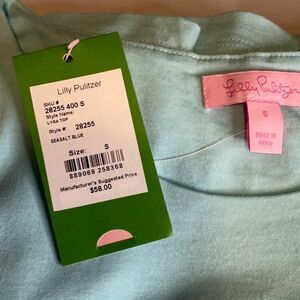 Lilly Pulitzer
SKU #
28255 400 S
Style Name:
LYRA TOP
Style #: 28255
SEASALT BLUE
Size: S
889069 258368
Manufacturer's Suggested Price
$58.00
Lilly Pulitzer
S
MADE IN
PERU